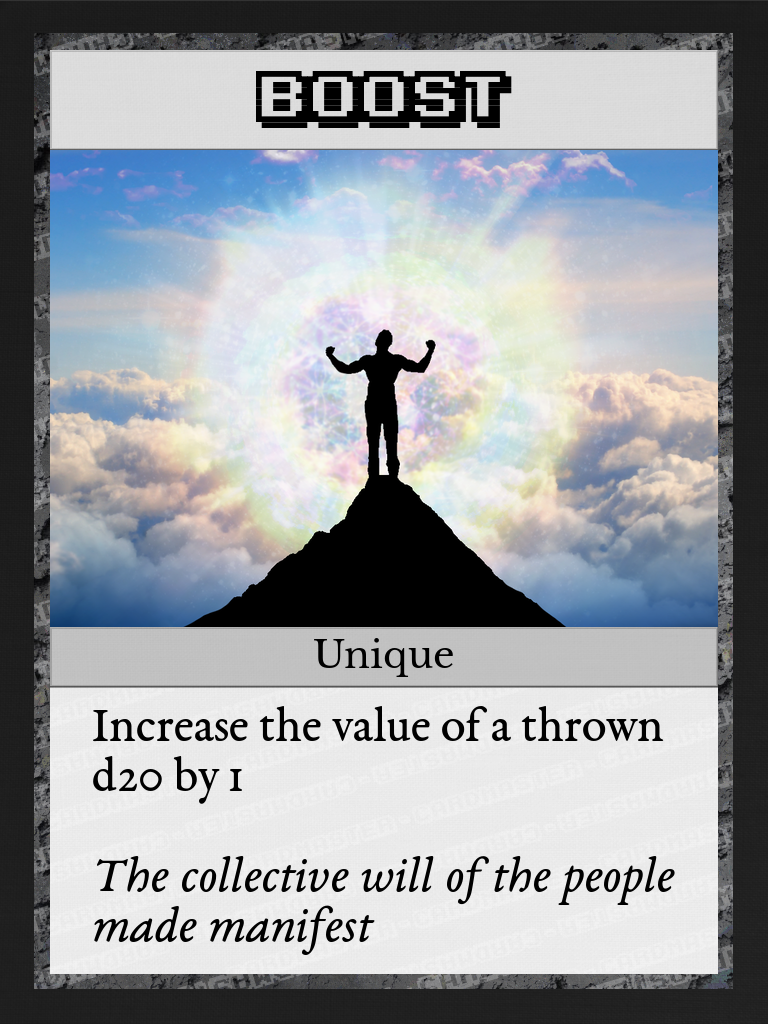 BOOST
Unique
Increase the value of a thrown
d20 by 1
The collective will of the people
made manifest